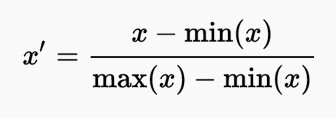 x′ = (x − min(x)) / (max(x) − min(x))